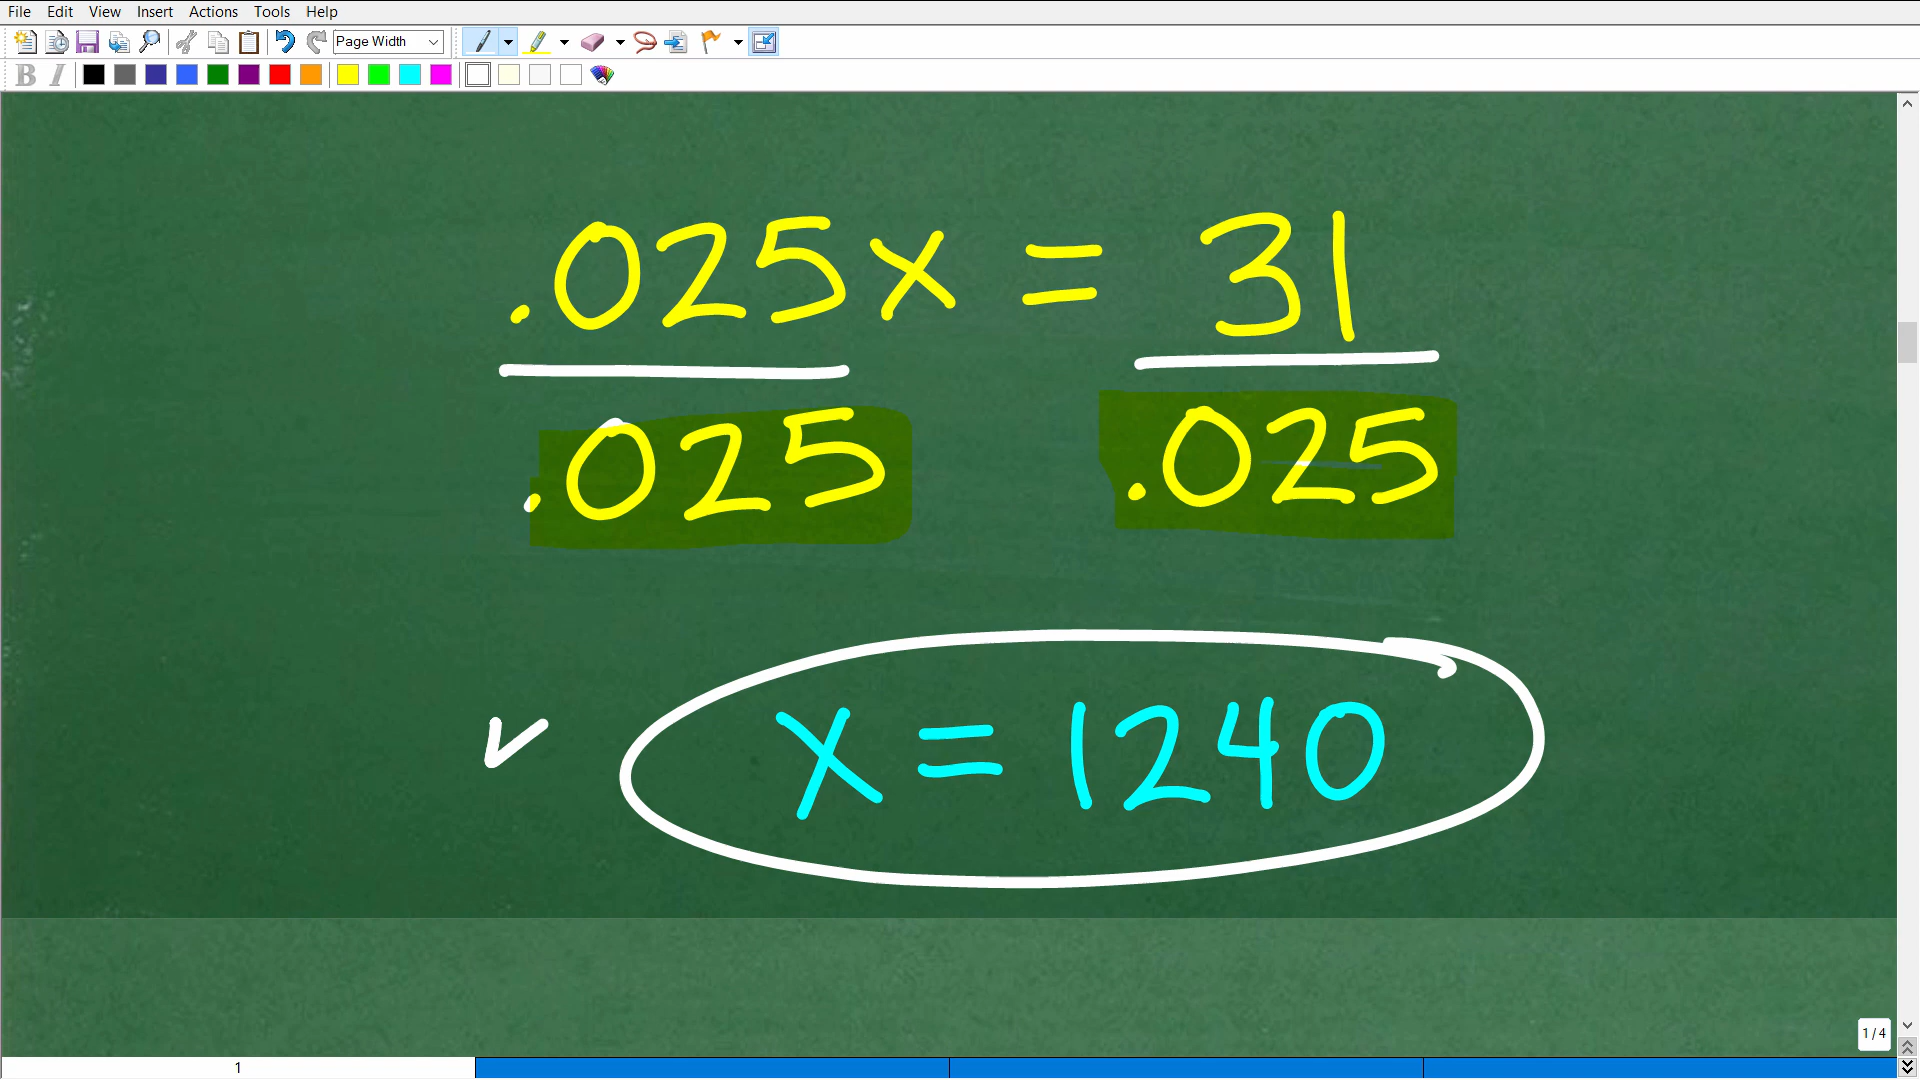 File Edit View Insert Actions Tools Help
Page Width
B I
.025x = 31
.025 .025
x = 1240
1 / 4
1